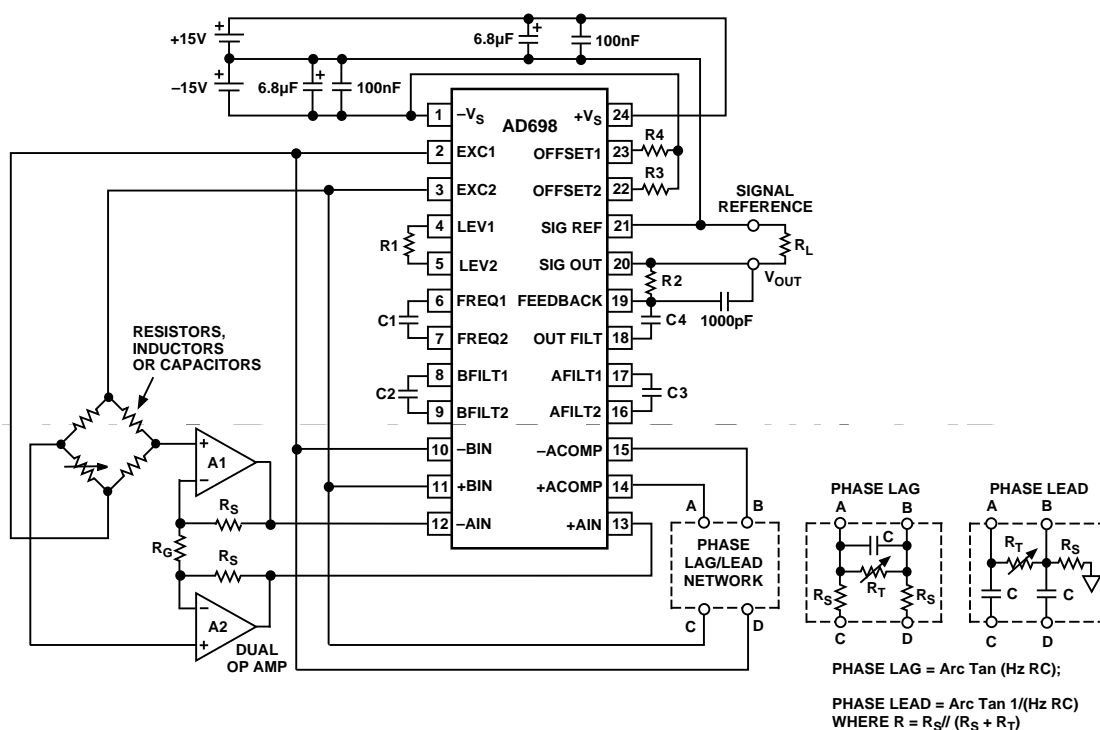 +15V
6.8µF
100nF
–15V
6.8µF
100nF
AD698
1 –VS
+VS 24
2 EXC1
OFFSET1 23
R4
3 EXC2
OFFSET2 22
R3
4 LEV1
SIG REF 21
SIGNAL
REFERENCE
R1
RL
5 LEV2
SIG OUT 20
VOUT
R2
6 FREQ1
FEEDBACK 19
C1
C4
1000pF
7 FREQ2
OUT FILT 18
RESISTORS,
INDUCTORS
OR CAPACITORS
8 BFILT1
AFILT1 17
C2
C3
9 BFILT2
AFILT2 16
10 –BIN
–ACOMP 15
11 +BIN
+ACOMP 14
12 –AIN
+AIN 13
+
A1
–
RS
RG
RS
–
A2
+
DUAL
OP AMP
A
B
PHASE
LAG/LEAD
NETWORK
C
D
PHASE LAG
A
B
C
RT
RS
RS
C
D
PHASE LEAD
A
B
RT
RS
C
C
C
D
PHASE LAG = Arc Tan (Hz RC);
PHASE LEAD = Arc Tan 1/(Hz RC)
WHERE R = RS// (RS + RT)